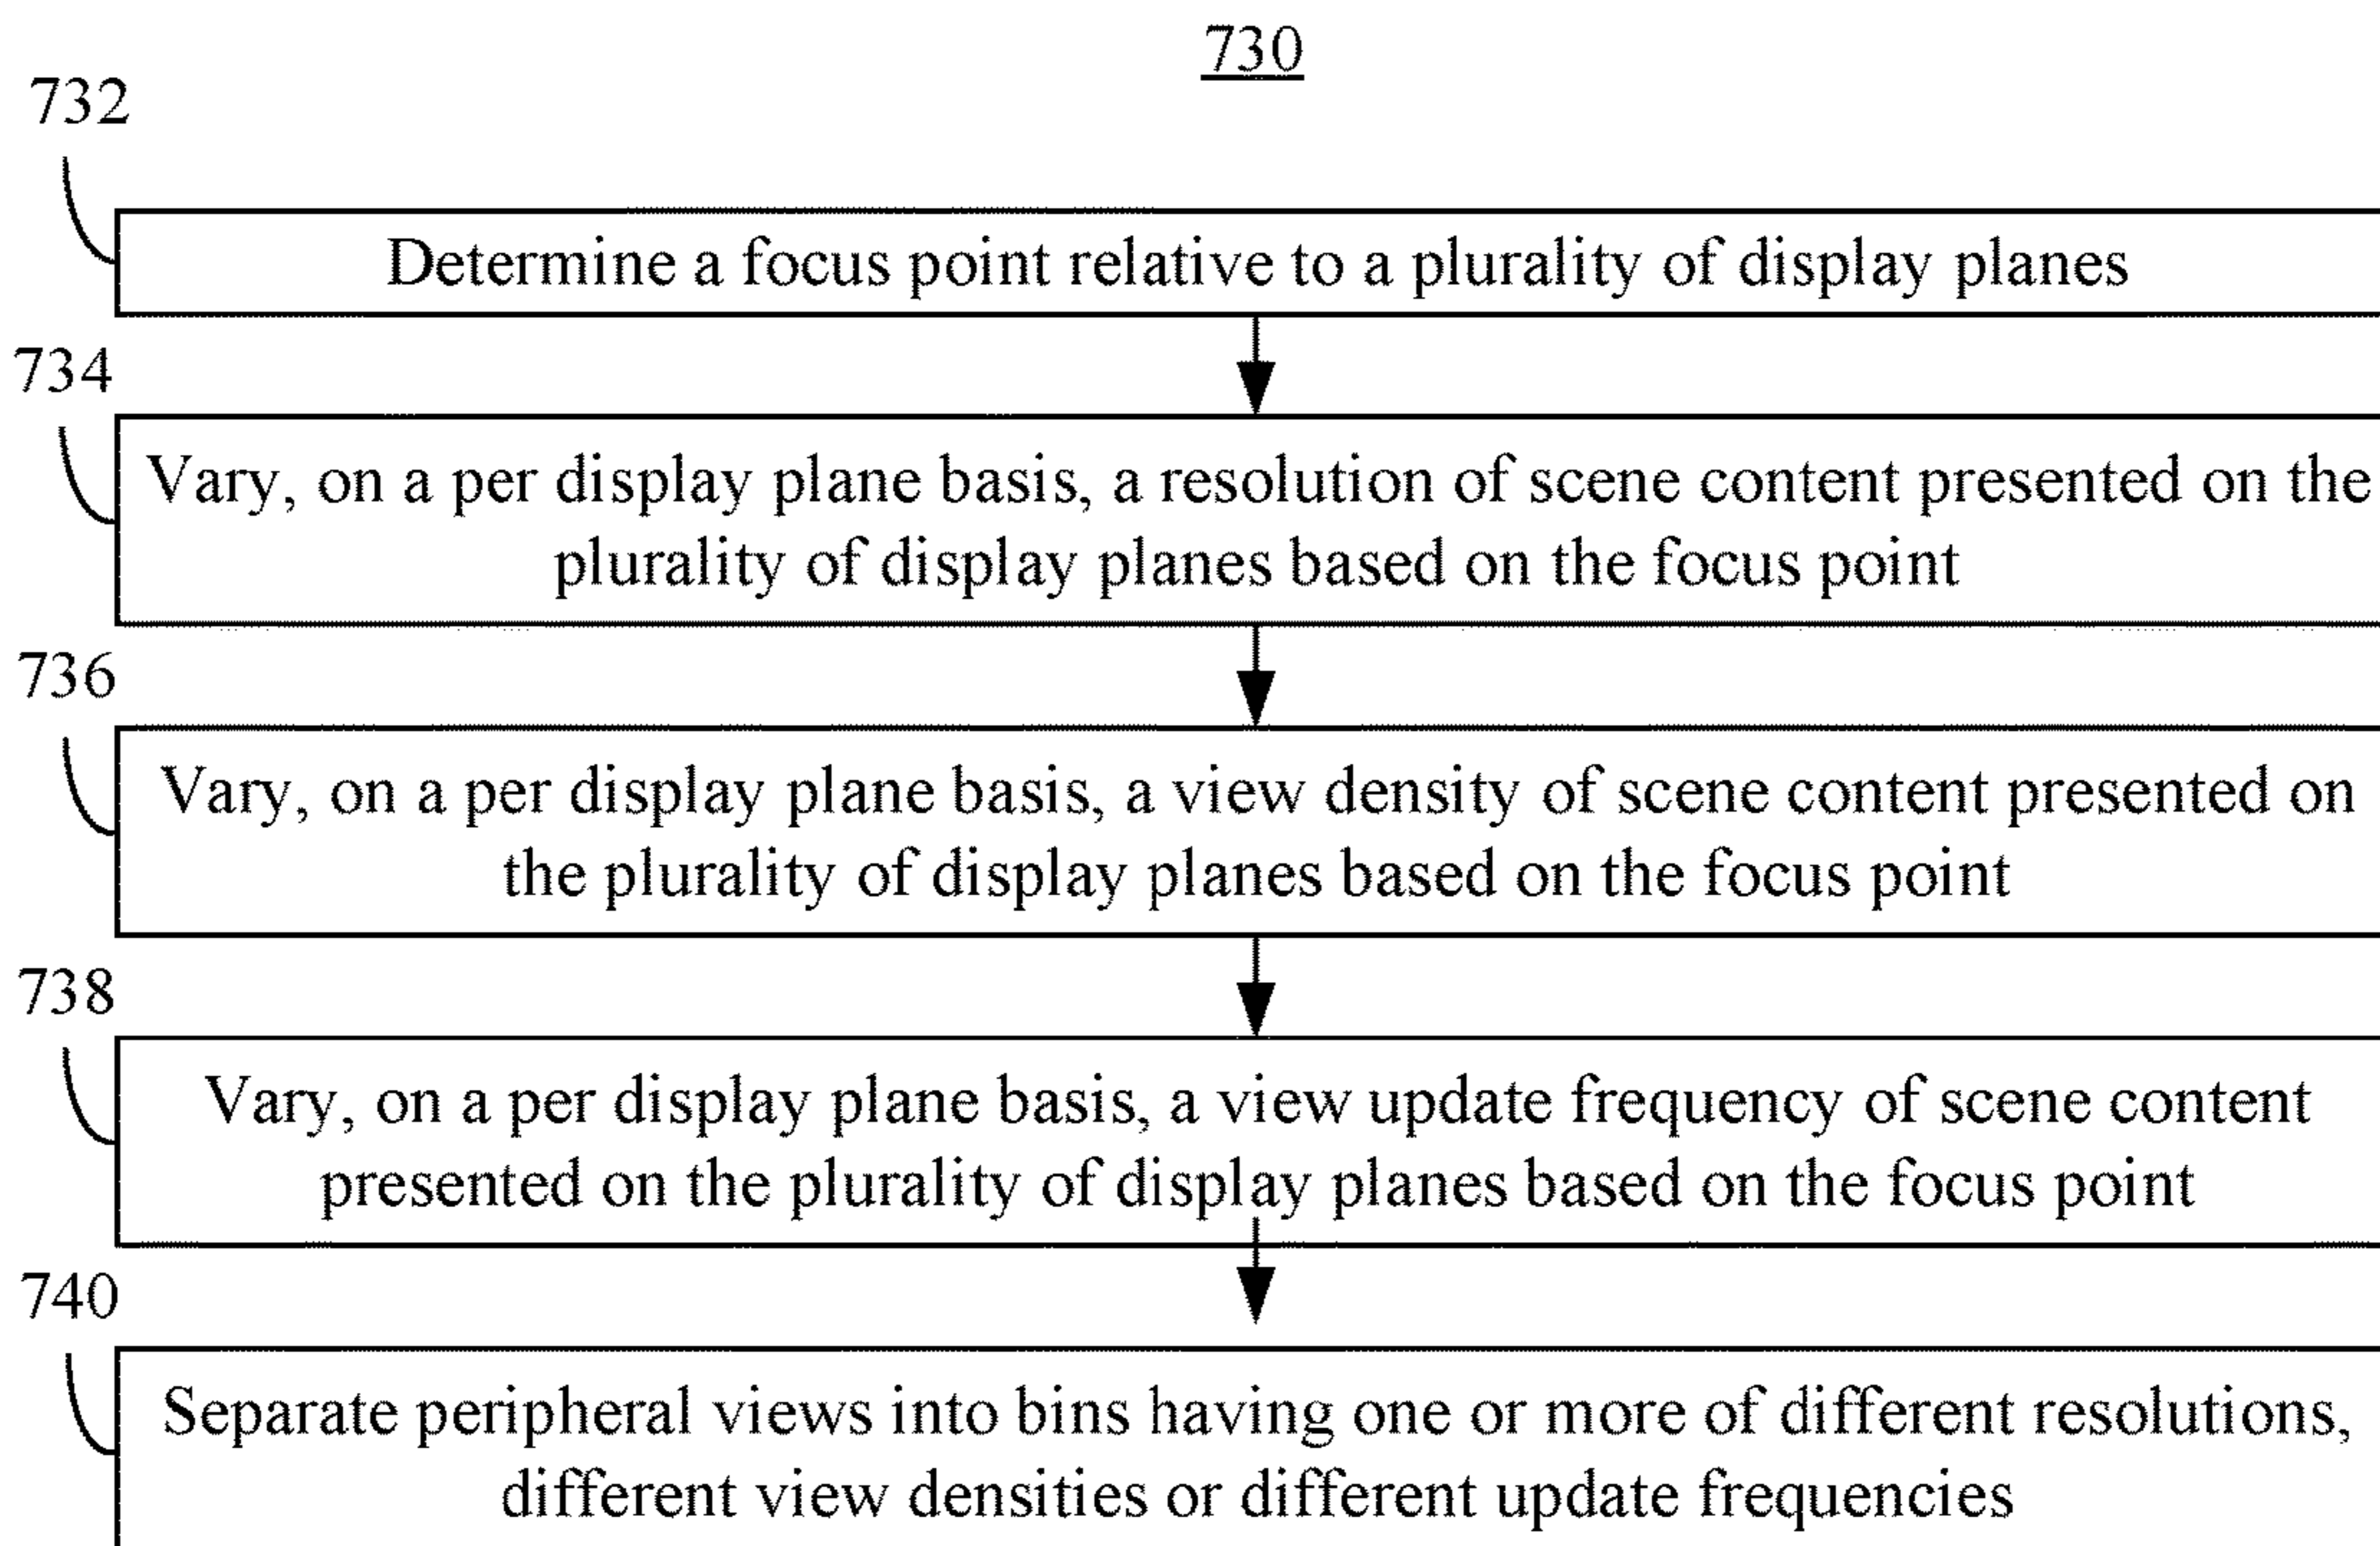 730
732
Determine a focus point relative to a plurality of display planes
734
Vary, on a per display plane basis, a resolution of scene content presented on the
plurality of display planes based on the focus point
736
Vary, on a per display plane basis, a view density of scene content presented on
the plurality of display planes based on the focus point
738
Vary, on a per display plane basis, a view update frequency of scene content
presented on the plurality of display planes based on the focus point
740
Separate peripheral views into bins having one or more of different resolutions,
different view densities or different update frequencies